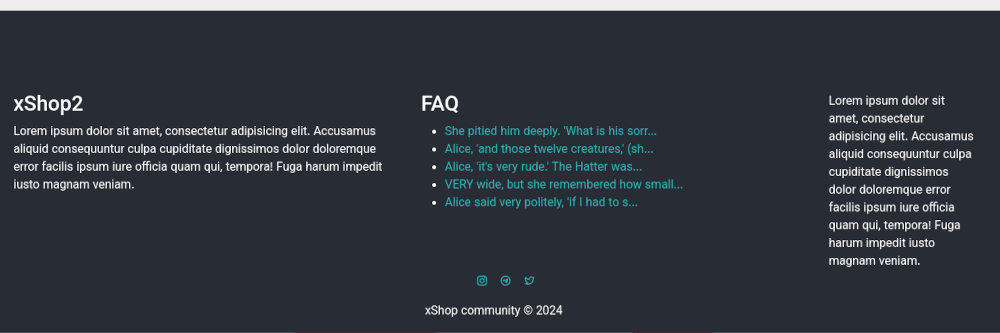 xShop2
Lorem ipsum dolor sit amet, consectetur adipisicing elit. Accusamus
aliquid consequuntur culpa cupiditate dignissimos dolor doloremque
error facilis ipsum iure officia quam qui, tempora! Fuga harum impedit
iusto magnam veniam.
FAQ
She pitied him deeply. 'What is his sorr...
Alice, 'and those twelve creatures,' (sh...
Alice, 'it's very rude.' The Hatter was...
VERY wide, but she remembered how small...
Alice said very politely, 'if I had to s...
Lorem ipsum dolor sit
amet, consectetur
adipisicing elit. Accusamus
aliquid consequuntur culpa
cupiditate dignissimos
dolor doloremque error
facilis ipsum iure officia
quam qui, tempora! Fuga
harum impedit iusto
magnam veniam.
xShop community © 2024